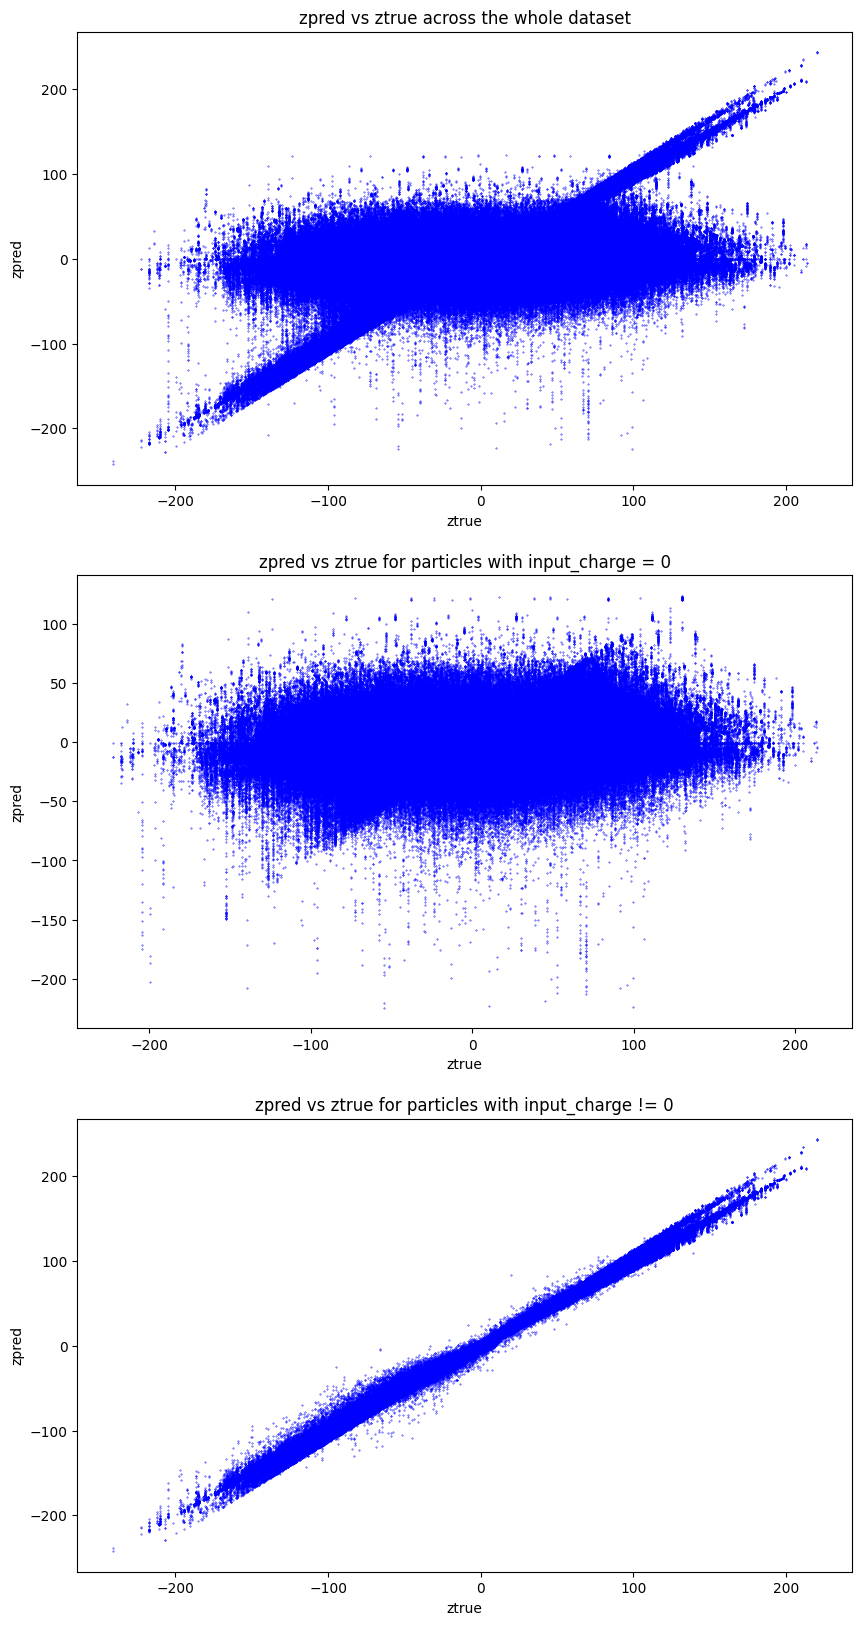 zpred vs ztrue across the whole dataset
200
100
0
−100
−200
zpred
−200 −100 0 100 200
ztrue
zpred vs ztrue for particles with input_charge = 0
100
50
0
−50
−100
−150
−200
zpred
−200 −100 0 100 200
ztrue
zpred vs ztrue for particles with input_charge != 0
200
100
0
−100
−200
zpred
−200 −100 0 100 200
ztrue